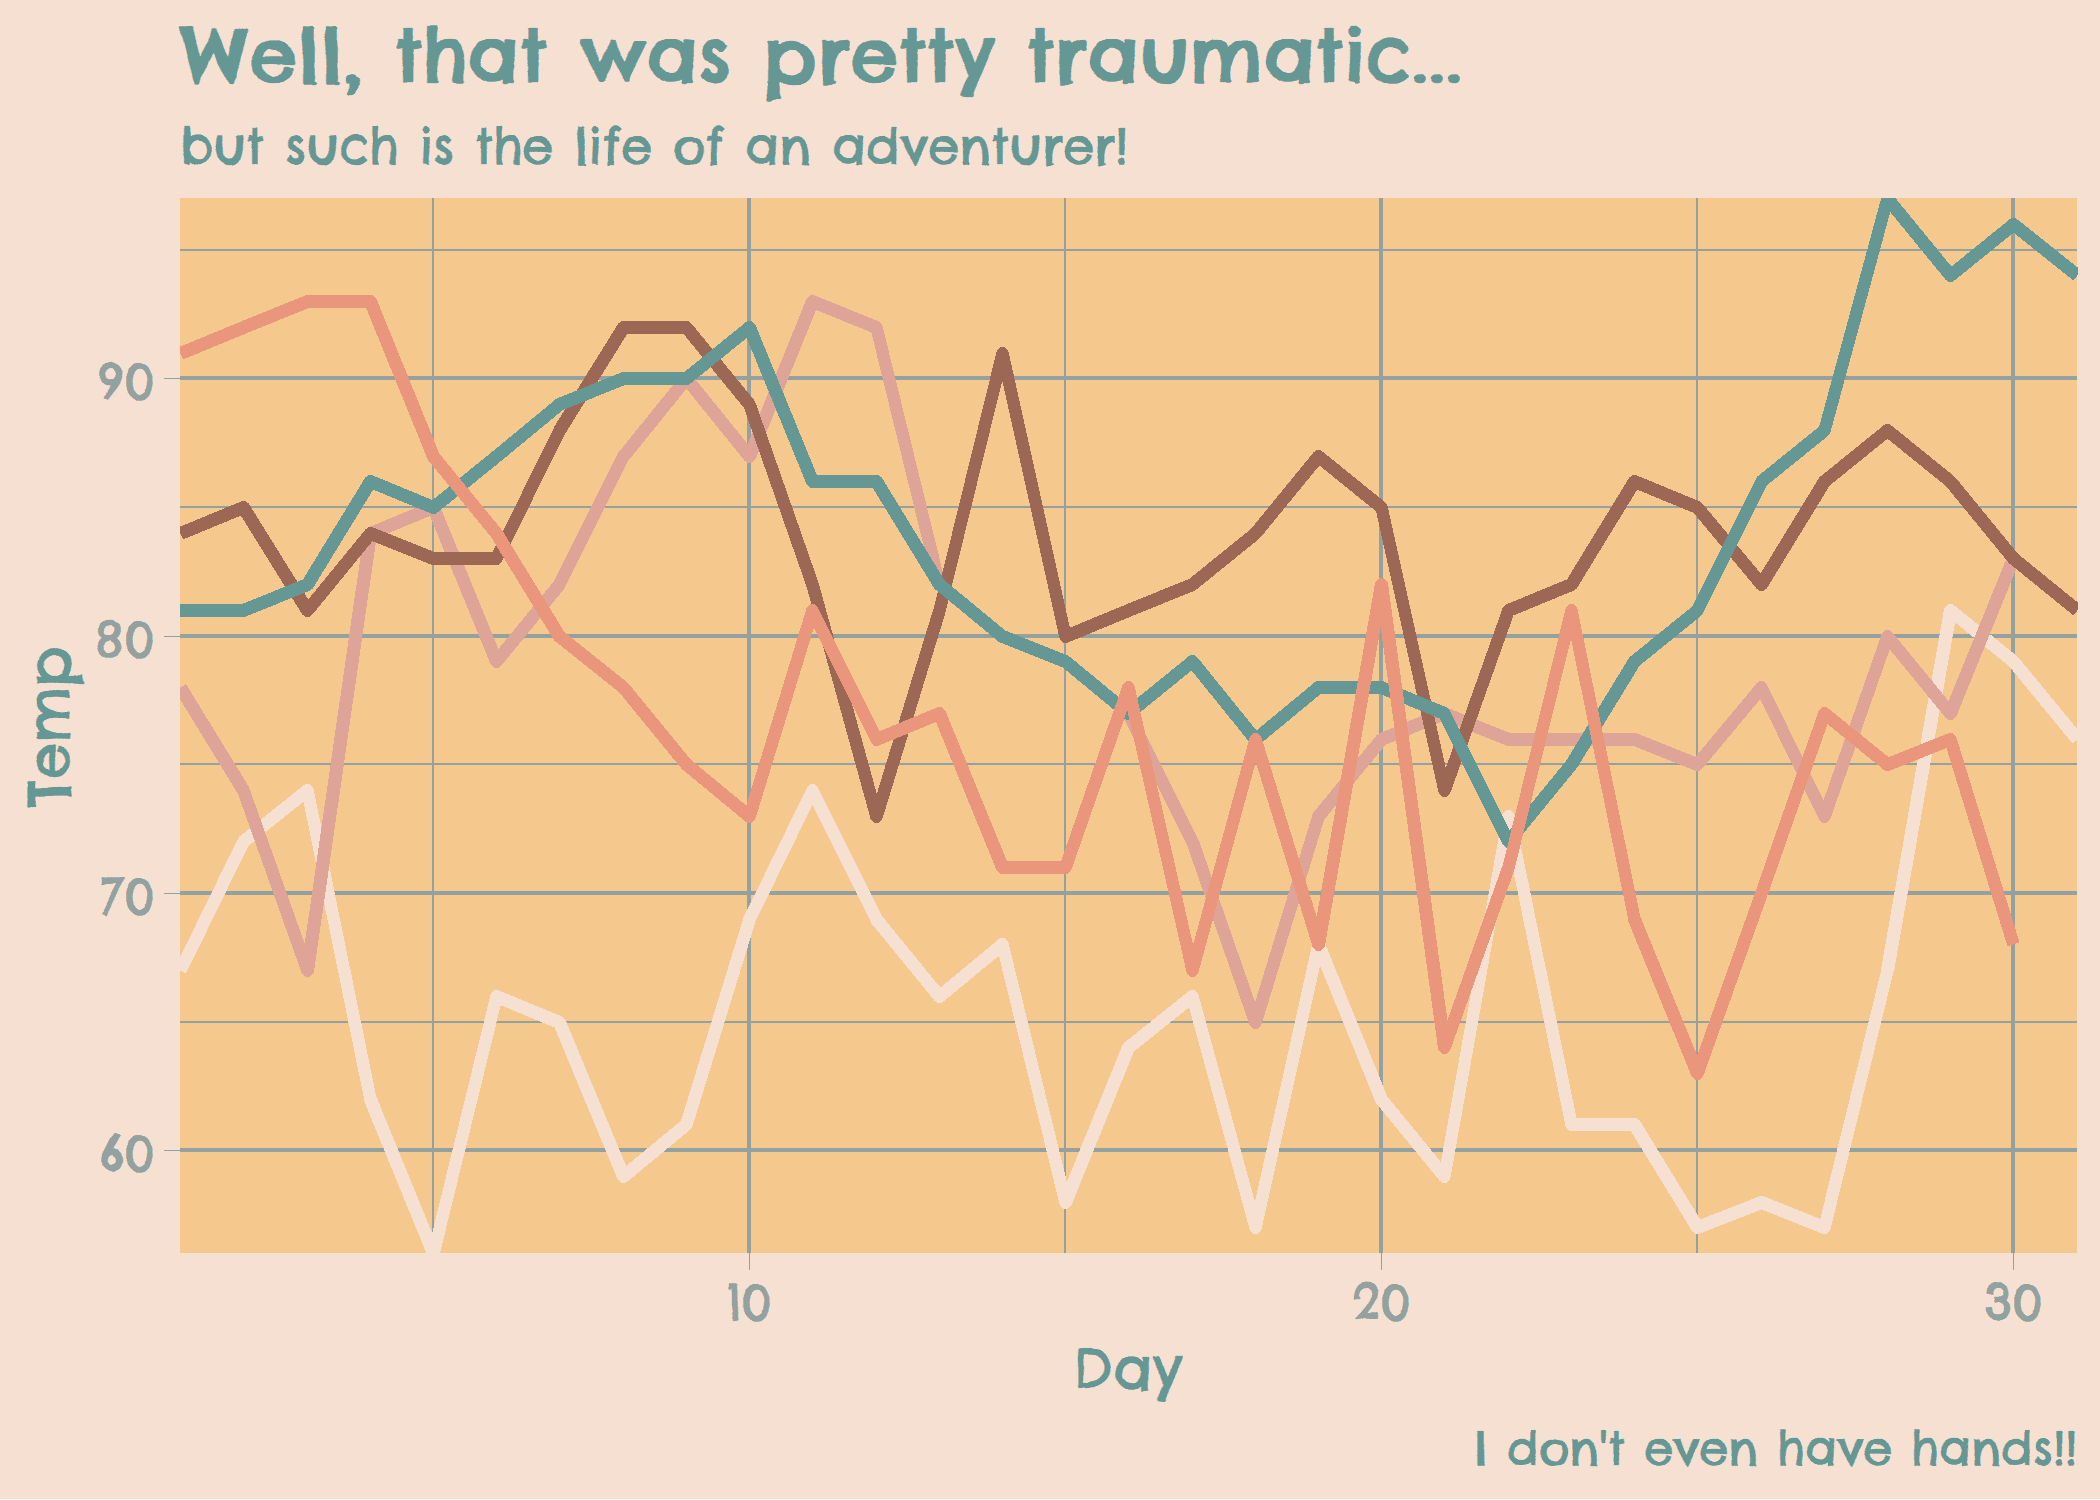 Well, that was pretty traumatic...
but such is the life of an adventurer!
90
80
70
60
Temp
10 20 30
Day
I don't even have hands!!